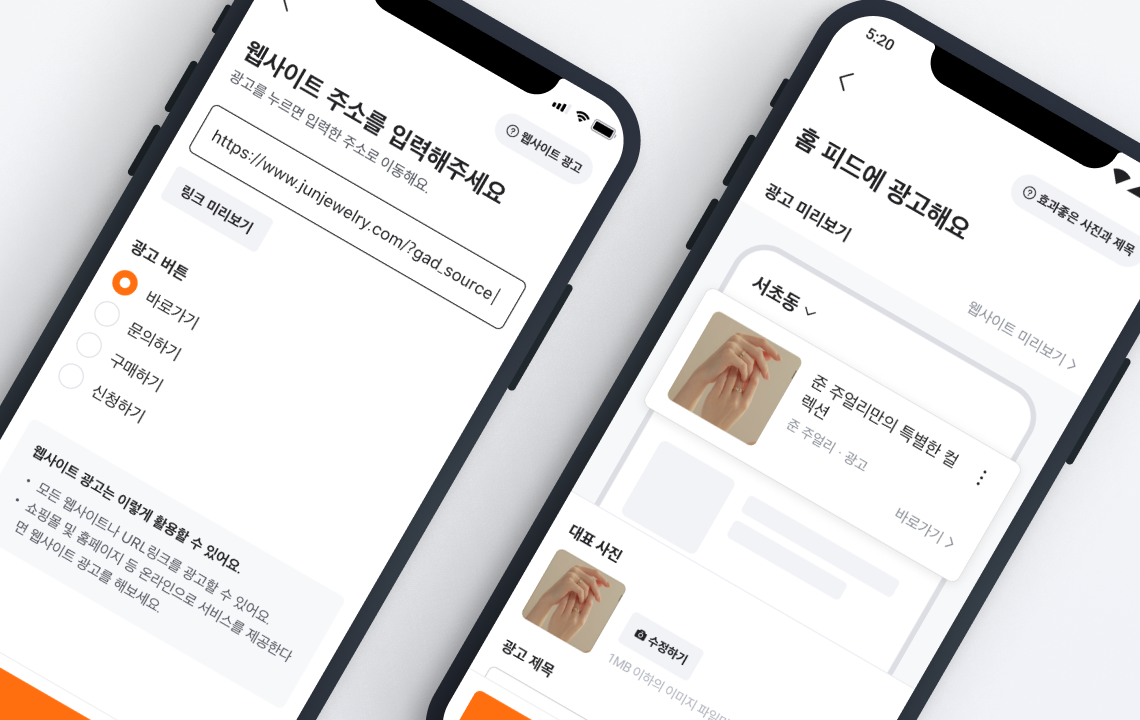 웹사이트 광고
웹사이트 주소를 입력해주세요
광고를 누르면 입력한 주소로 이동해요.
https://www.junjewelry.com/?gad_source
링크 미리보기
광고 버튼
바로가기
문의하기
구매하기
신청하기
웹사이트 광고는 이렇게 활용할 수 있어요.
• 모든 웹사이트나 URL링크를 광고할 수 있어요.
• 쇼핑몰 및 홈페이지 등 온라인으로 서비스를 제공한다
면 웹사이트 광고를 해보세요.
5:20
효과좋은 사진과 제목
홈 피드에 광고해요
광고 미리보기
웹사이트 미리보기
서초동
준 주얼리만의 특별한 컬
렉션
준 주얼리 · 광고
바로가기
대표 사진
수정하기
1MB 이하의 이미지 파일만
광고 제목